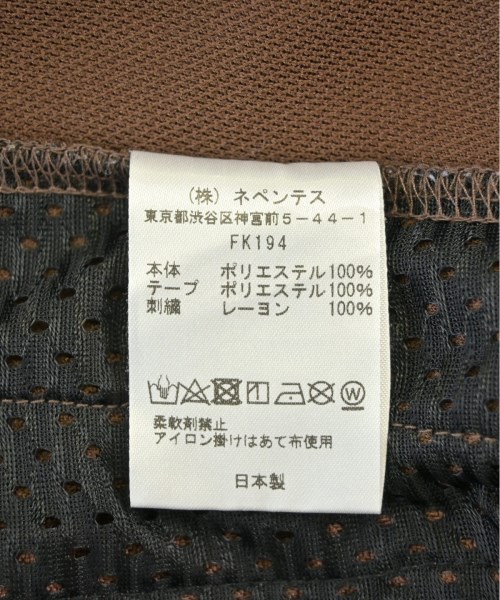 (株) ネペンテス
東京都渋谷区神宮前5-44-1
FK194
本体 ポリエステル100%
テープ ポリエステル100%
刺繍 レーヨン 100%
W
柔軟剤禁止
アイロン掛けはあて布使用
日本製